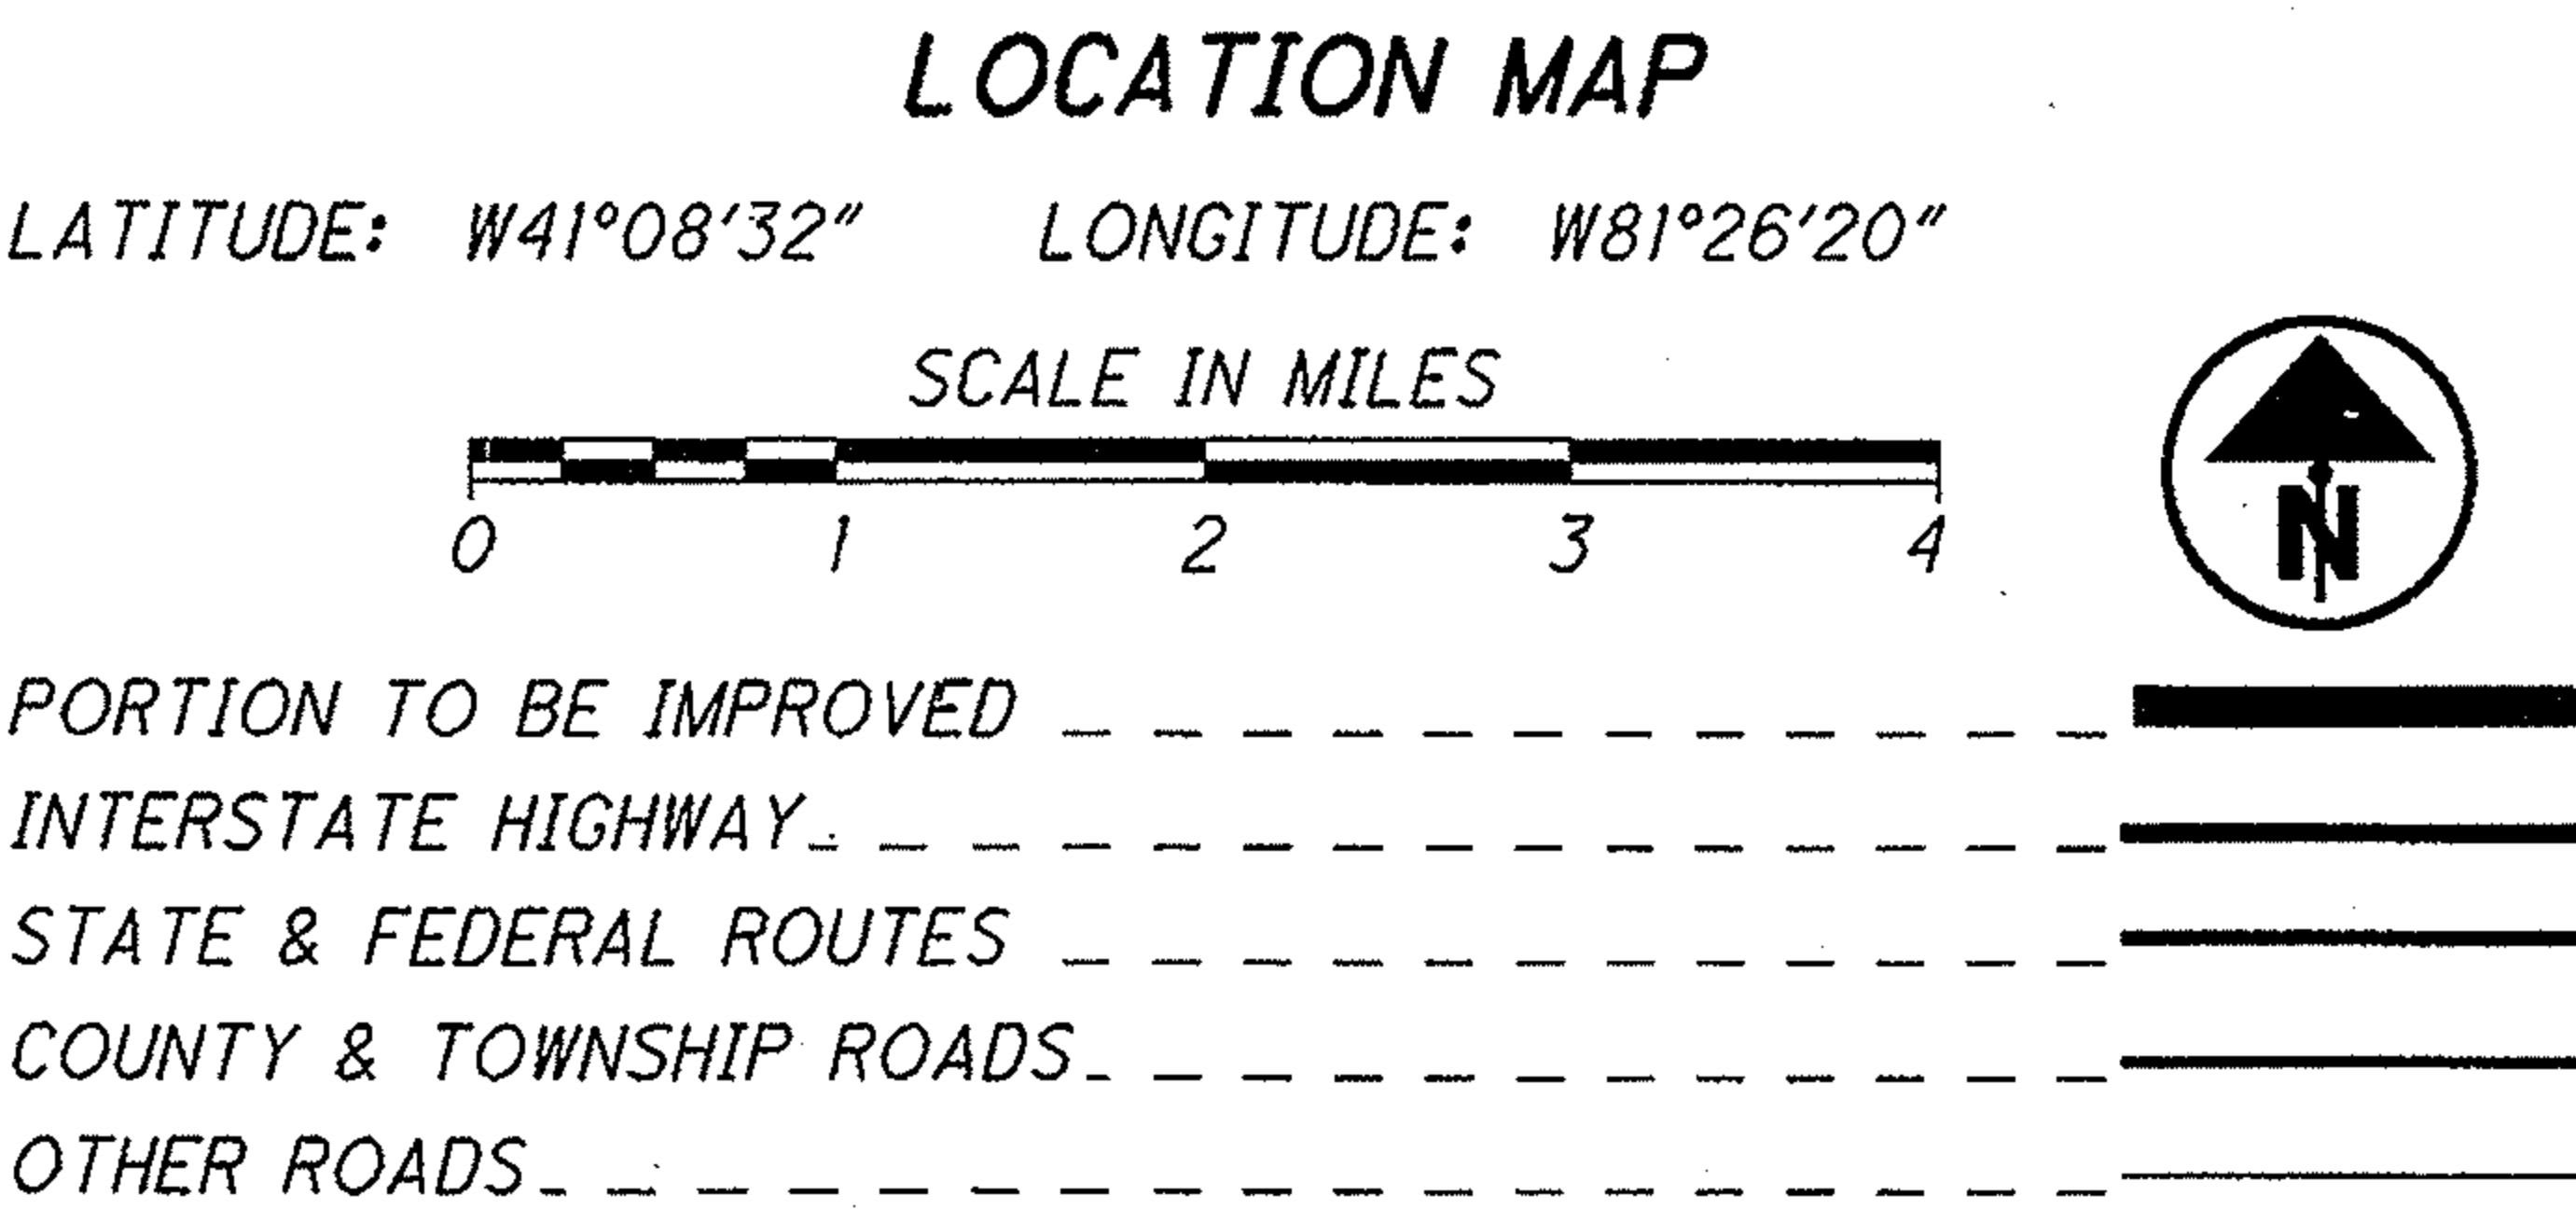 LOCATION MAP
LATITUDE: W41°08'32" LONGITUDE: W81°26'20"
SCALE IN MILES
0 1 2 3 4
N
PORTION TO BE IMPROVED
INTERSTATE HIGHWAY
STATE & FEDERAL ROUTES
COUNTY & TOWNSHIP ROADS
OTHER ROADS